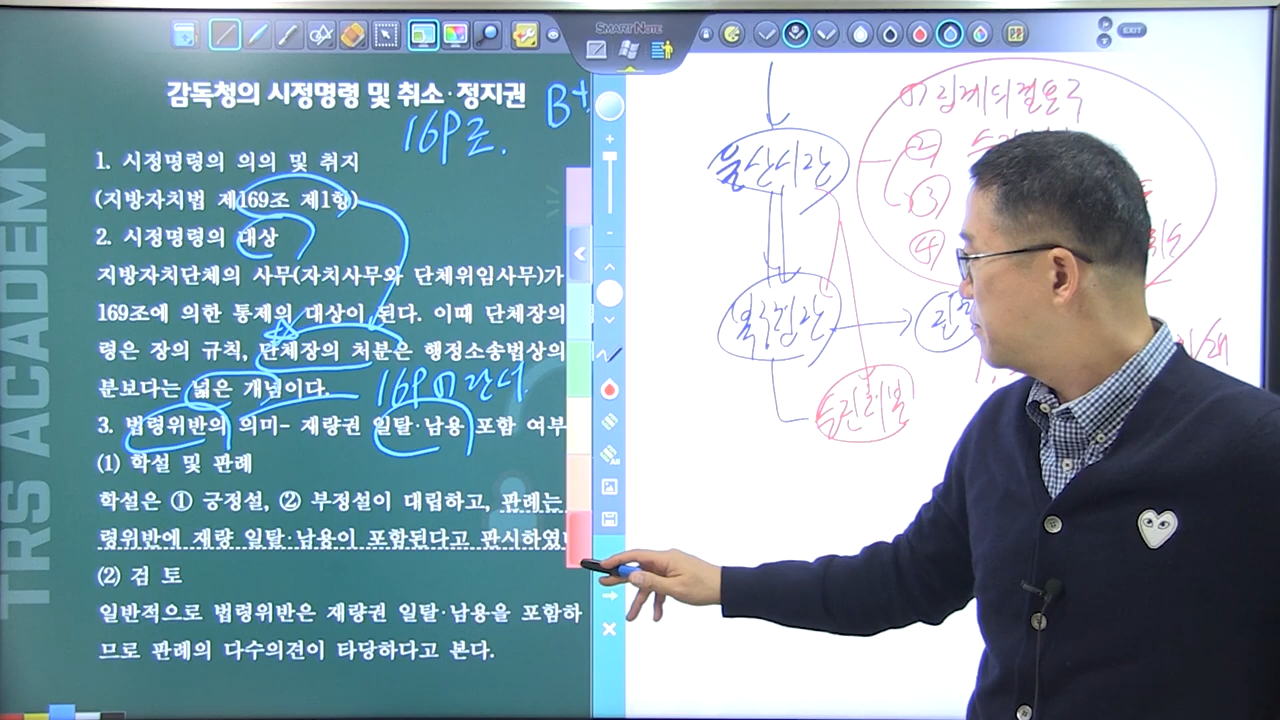 SMART NOTE
EXIT
감독청의 시정명령 및 취소·정지권
B+
16P로.
1. 시정명령의 의의 및 취지
(지방자치법 제169조 제1항)
2. 시정명령의 대상
지방자치단체의 사무(자치사무와 단체위임사무)가
169조에 의한 통제의 대상이 된다. 이때 단체장의
령은 장의 규칙, 단체장의 처분은 행정소송법상의
분보다는 넓은 개념이다.
3. 법령위반의 의미- 재량권 일탈·남용 포함 여부
(1) 학설 및 판례
학설은 ① 긍정설, ② 부정설이 대립하고, 판례는
령위반에 재량 일탈·남용이 포함된다고 판시하였
(2) 검 토
일반적으로 법령위반은 재량권 일탈·남용을 포함하
므로 판례의 다수의견이 타당하다고 본다.
TRS ACADEMY
울산시장
북구청장
All